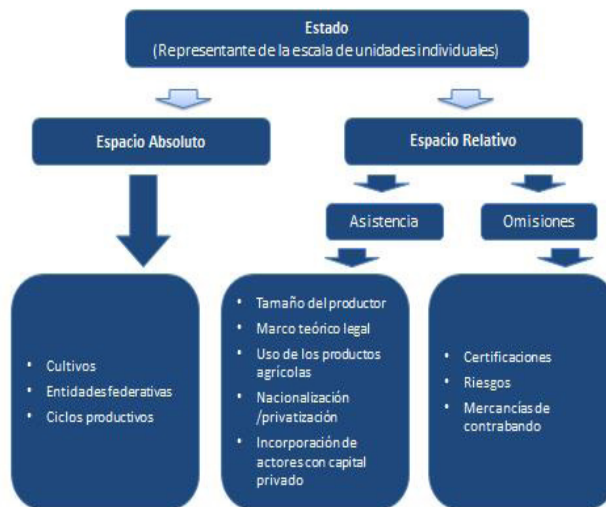 Estado
(Representante de la escala de unidades individuales)
Espacio Absoluto
Espacio Relativo
Asistencia
Omisiones
• Cultivos
• Entidades federativas
• Ciclos productivos
• Tamaño del productor
• Marco teórico legal
• Uso de los productos
agrícolas
• Nacionalización
/privatización
• Incorporación de
actores con capital
privado
• Certificaciones
• Riesgos
• Mercancías de
contrabando